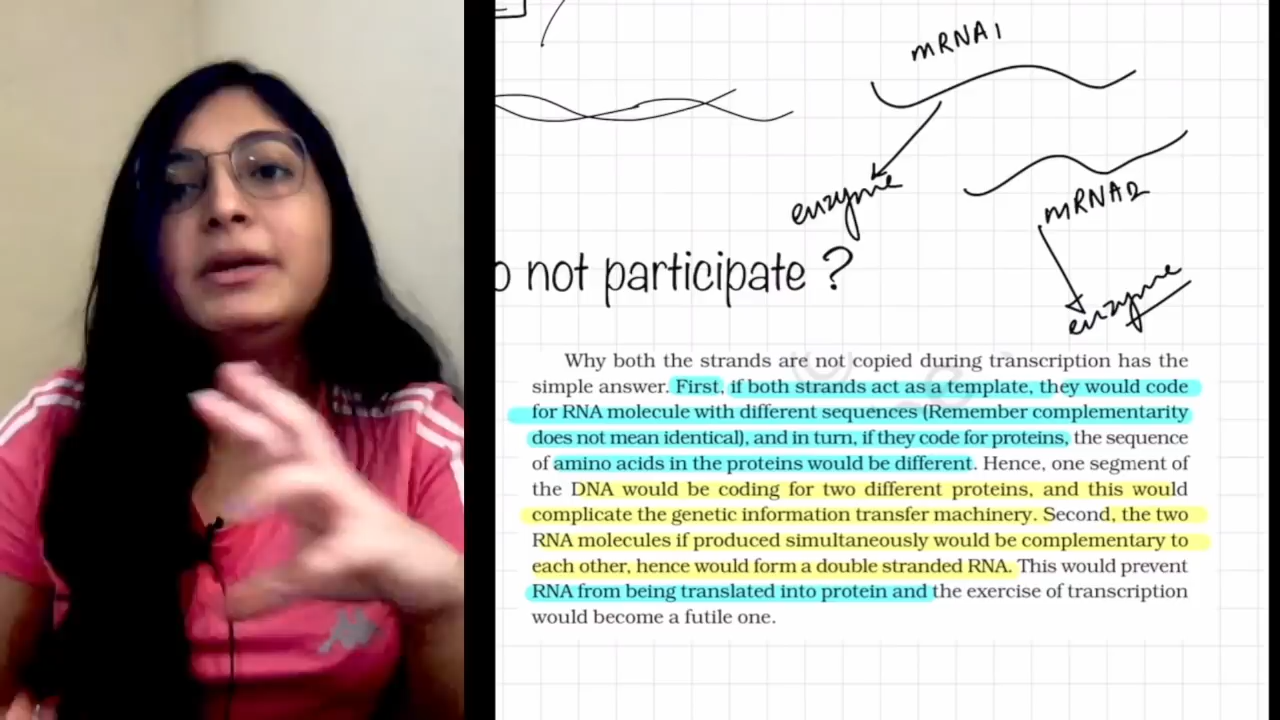 mRNA1
enzyme
mRNA2
enzyme
o not participate ?
Why both the strands are not copied during transcription has the
simple answer. First, if both strands act as a template, they would code
for RNA molecule with different sequences (Remember complementarity
does not mean identical), and in turn, if they code for proteins, the sequence
of amino acids in the proteins would be different. Hence, one segment of
the DNA would be coding for two different proteins, and this would
complicate the genetic information transfer machinery. Second, the two
RNA molecules if produced simultaneously would be complementary to
each other, hence would form a double stranded RNA. This would prevent
RNA from being translated into protein and the exercise of transcription
would become a futile one.